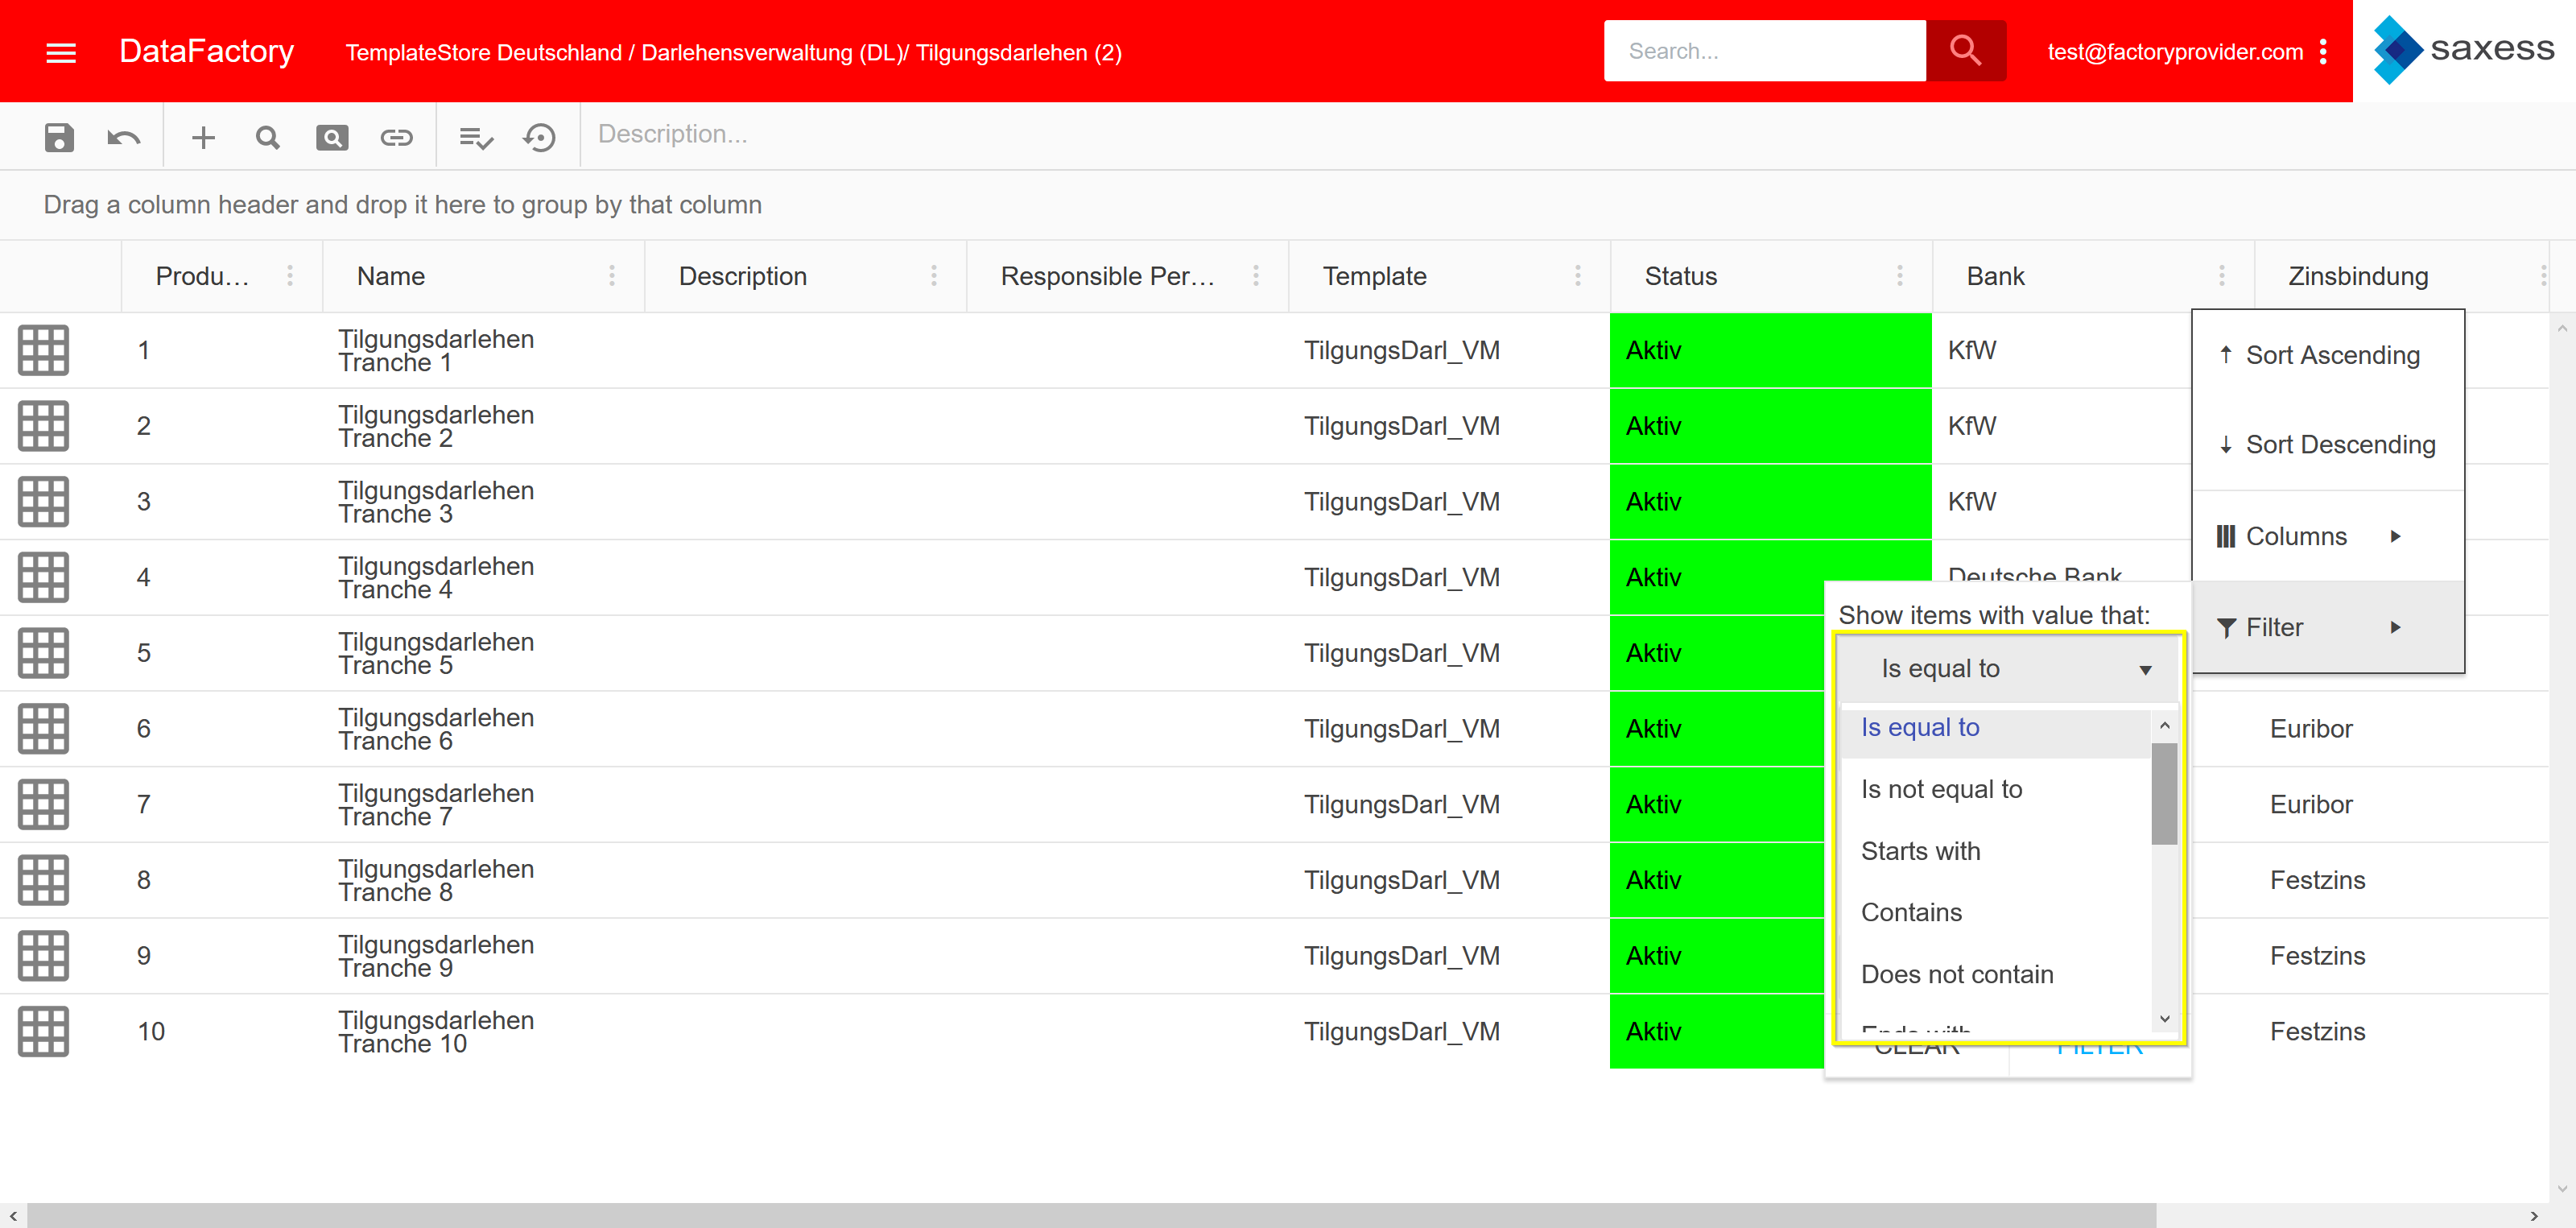 DataFactory
TemplateStore Deutschland / Darlehensverwaltung (DL)/ Tilgungsdarlehen (2)
Search...
test@factoryprovider.com
saxess
Description...
Drag a column header and drop it here to group by that column
Produ... Name Description Responsible Per... Template Status Bank Zinsbindung
1 Tilgungsdarlehen TilgungsDarl_VM Aktiv KfW
Tranche 1
2 Tilgungsdarlehen TilgungsDarl_VM Aktiv KfW
Tranche 2
3 Tilgungsdarlehen TilgungsDarl_VM Aktiv KfW
Tranche 3
4 Tilgungsdarlehen TilgungsDarl_VM Aktiv Deutsche Bank
Tranche 4
5 Tilgungsdarlehen TilgungsDarl_VM Aktiv
Tranche 5
6 Tilgungsdarlehen TilgungsDarl_VM Aktiv Euribor
Tranche 6
7 Tilgungsdarlehen TilgungsDarl_VM Aktiv Euribor
Tranche 7
8 Tilgungsdarlehen TilgungsDarl_VM Aktiv Festzins
Tranche 8
9 Tilgungsdarlehen TilgungsDarl_VM Aktiv Festzins
Tranche 9
10 Tilgungsdarlehen TilgungsDarl_VM Aktiv Festzins
Tranche 10
Sort Ascending
Sort Descending
Columns
Filter
Show items with value that:
Is equal to
Is equal to
Is not equal to
Starts with
Contains
Does not contain
Ends with
CLEAR FILTER